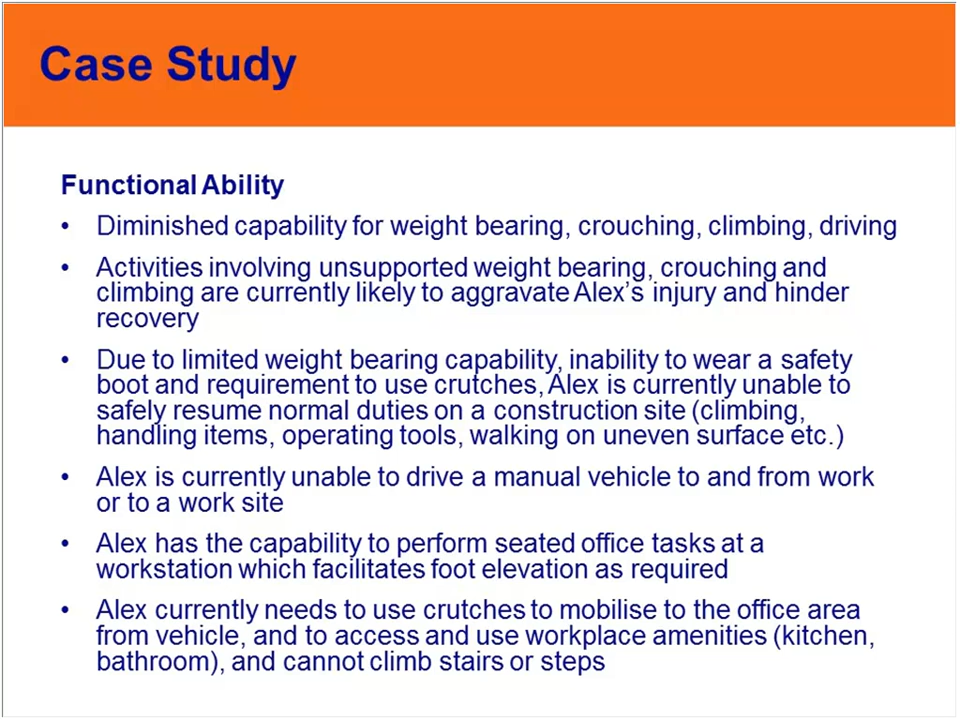 Case Study
Functional Ability
• Diminished capability for weight bearing, crouching, climbing, driving
• Activities involving unsupported weight bearing, crouching and
climbing are currently likely to aggravate Alex's injury and hinder
recovery
• Due to limited weight bearing capability, inability to wear a safety
boot and requirement to use crutches, Alex is currently unable to
safely resume normal duties on a construction site (climbing,
handling items, operating tools, walking on uneven surface etc.)
• Alex is currently unable to drive a manual vehicle to and from work
or to a work site
• Alex has the capability to perform seated office tasks at a
workstation which facilitates foot elevation as required
• Alex currently needs to use crutches to mobilise to the office area
from vehicle, and to access and use workplace amenities (kitchen,
bathroom), and cannot climb stairs or steps